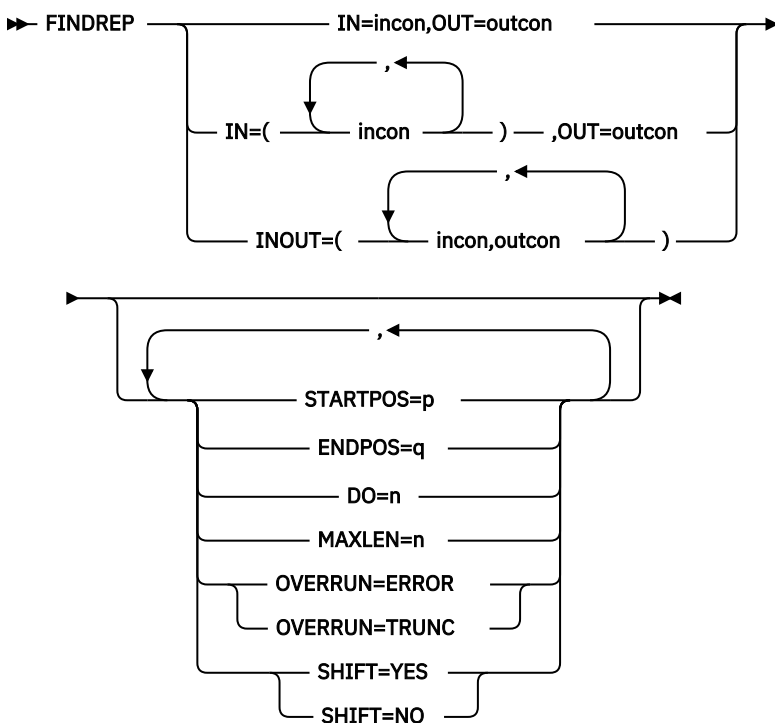 FINDREP
IN=incon,OUT=outcon
,
IN=( incon ) ,OUT=outcon
,
INOUT=( incon,outcon )
,
STARTPOS=p
ENDPOS=q
DO=n
MAXLEN=n
OVERRUN=ERROR
OVERRUN=TRUNC
SHIFT=YES
SHIFT=NO